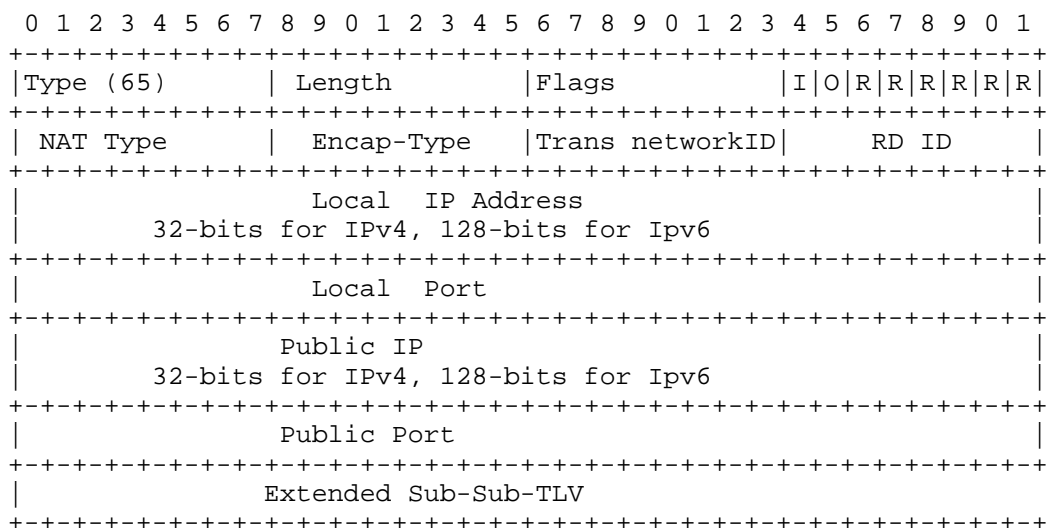 0 1 2 3 4 5 6 7 8 9 0 1 2 3 4 5 6 7 8 9 0 1 2 3 4 5 6 7 8 9 0 1
+-+-+-+-+-+-+-+-+-+-+-+-+-+-+-+-+-+-+-+-+-+-+-+-+-+-+-+-+-+-+-+-+
|Type (65)      | Length        |Flags          |I|O|R|R|R|R|R|R|
+-+-+-+-+-+-+-+-+-+-+-+-+-+-+-+-+-+-+-+-+-+-+-+-+-+-+-+-+-+-+-+-+
| NAT Type      |  Encap-Type   |Trans networkID|     RD ID     |
+-+-+-+-+-+-+-+-+-+-+-+-+-+-+-+-+-+-+-+-+-+-+-+-+-+-+-+-+-+-+-+-+
|                  Local  IP Address                            |
|        32-bits for IPv4, 128-bits for Ipv6                    |
+-+-+-+-+-+-+-+-+-+-+-+-+-+-+-+-+-+-+-+-+-+-+-+-+-+-+-+-+-+-+-+-+
|                  Local  Port                                  |
+-+-+-+-+-+-+-+-+-+-+-+-+-+-+-+-+-+-+-+-+-+-+-+-+-+-+-+-+-+-+-+-+
|                Public IP                                      |
|        32-bits for IPv4, 128-bits for Ipv6                    |
+-+-+-+-+-+-+-+-+-+-+-+-+-+-+-+-+-+-+-+-+-+-+-+-+-+-+-+-+-+-+-+-+
|                Public Port                                    |
+-+-+-+-+-+-+-+-+-+-+-+-+-+-+-+-+-+-+-+-+-+-+-+-+-+-+-+-+-+-+-+-+
|               Extended Sub-Sub-TLV
+-+-+-+-+-+-+-+-+-+-+-+-+-+-+-+-+-+-+-+-+-+-+-+-+-+-+-+-+-+-+-+-+